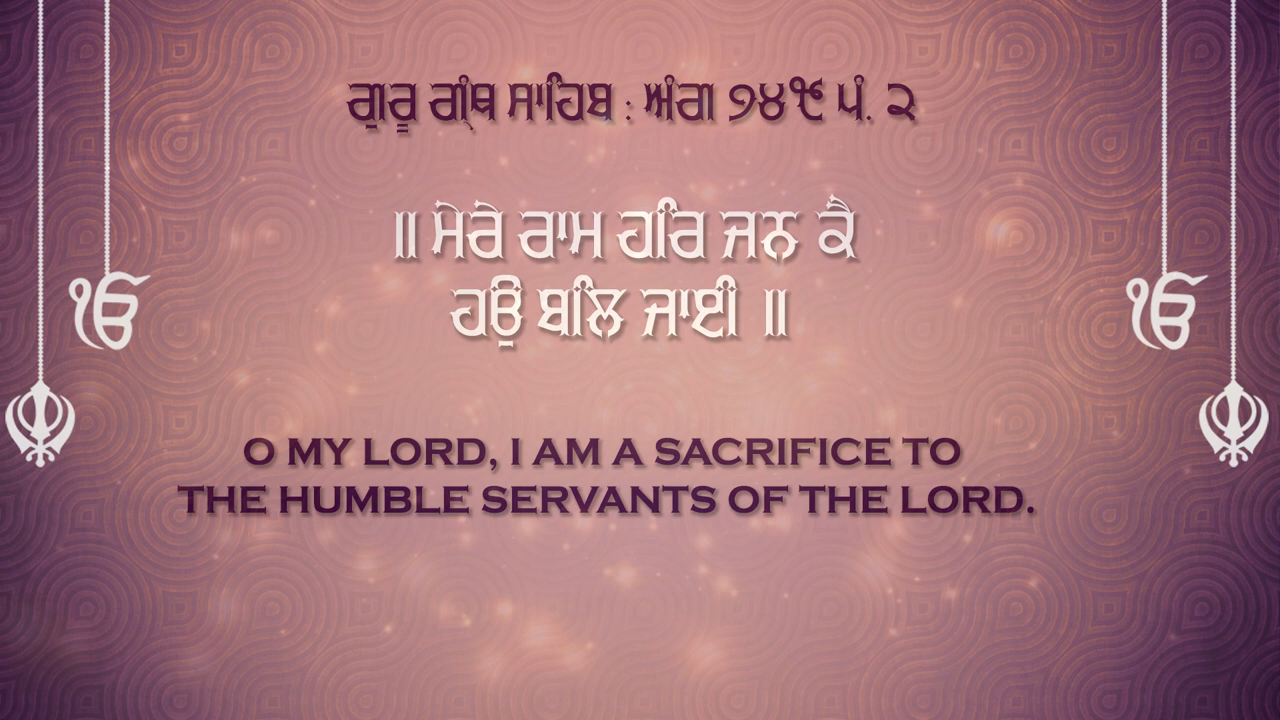 ਗੁਰੂ ਗ੍ਰੰਥ ਸਾਹਿਬ : ਅੰਗ ੭੪੯ ਪੰ. ੨
॥ ਮੇਰੇ ਰਾਮ ਹਰਿ ਜਨ ਕੈ
ਹਉ ਬਲਿ ਜਾਈ ॥
O MY LORD, I AM A SACRIFICE TO
THE HUMBLE SERVANTS OF THE LORD.